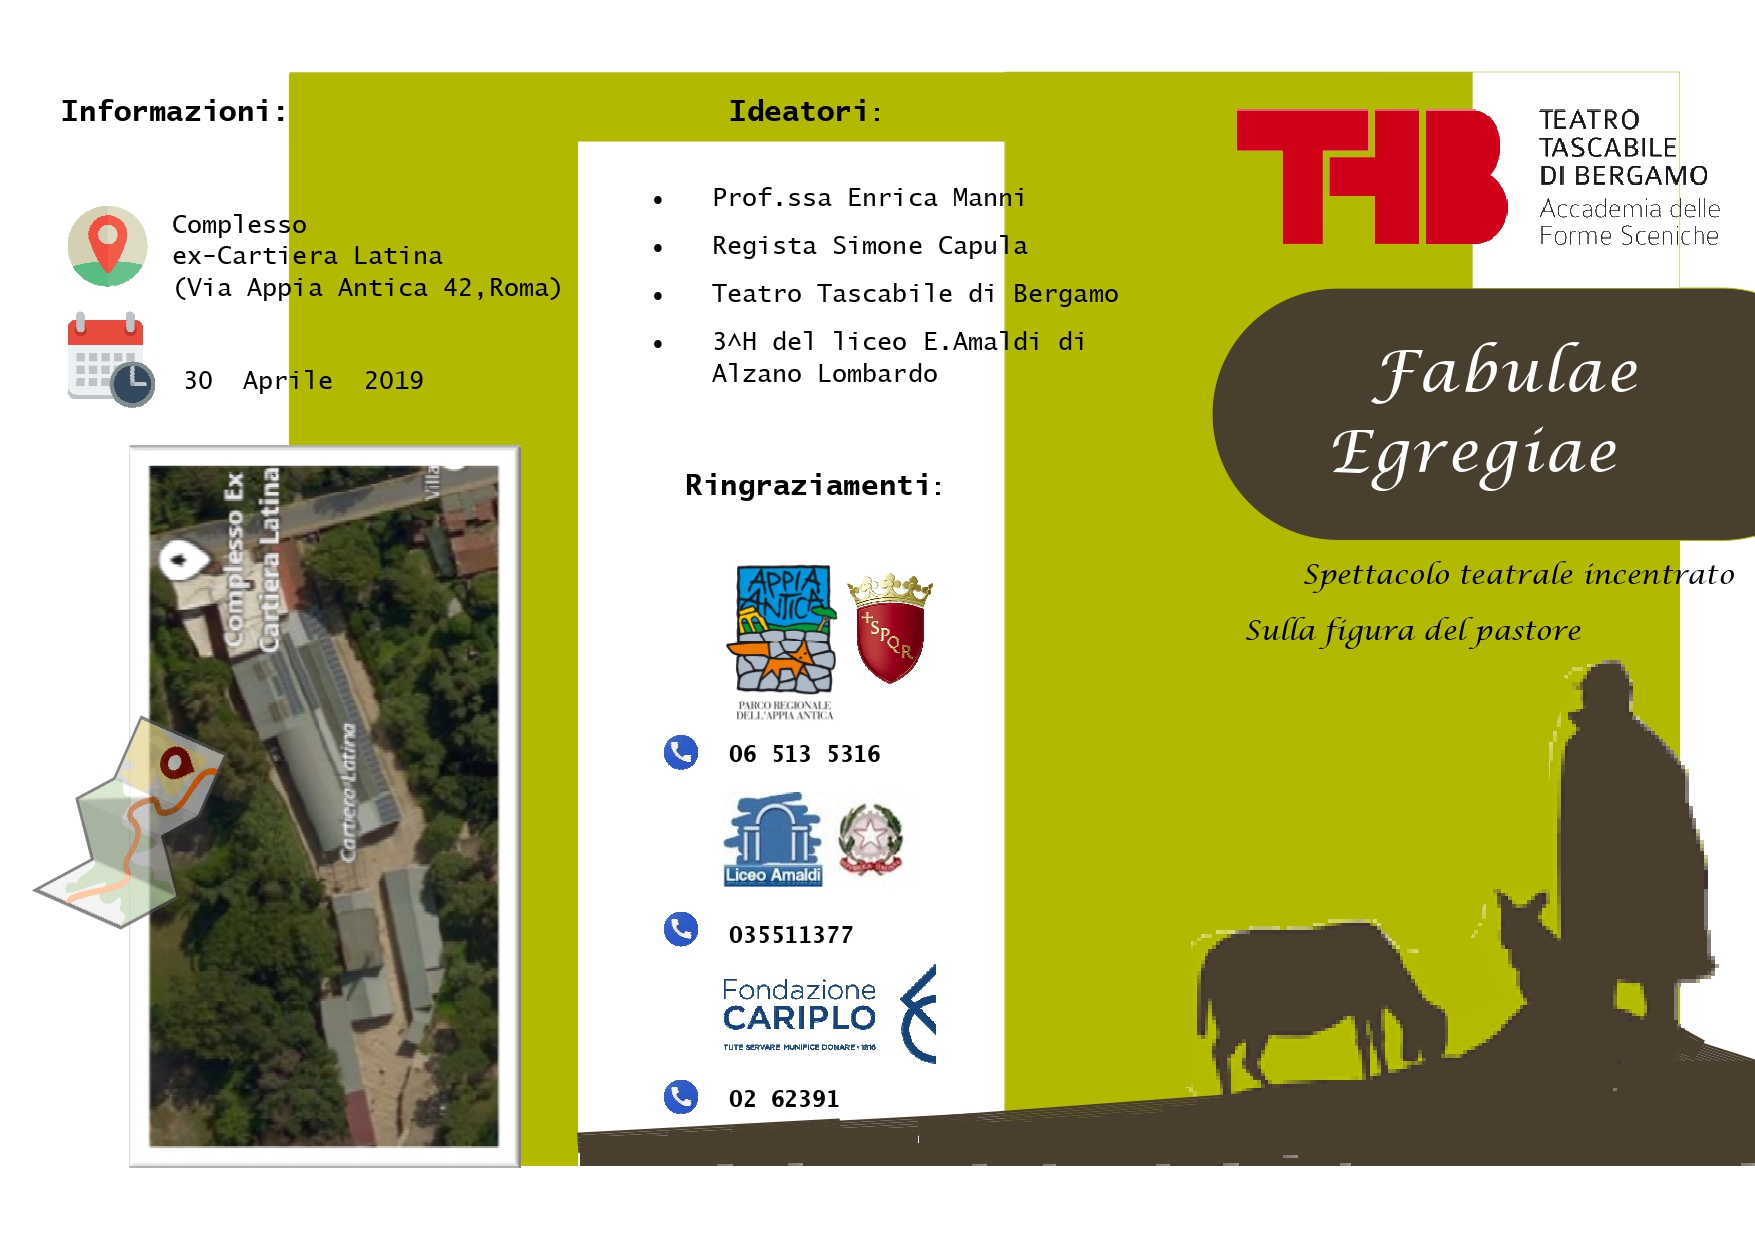 Informazioni:
Complesso
ex-Cartiera Latina
(Via Appia Antica 42,Roma)
30 Aprile 2019
Complesso Ex
Cartiera Latina
Villa
Cartiera Latina
Ideatori:
• Prof.ssa Enrica Manni
• Regista Simone Capula
• Teatro Tascabile di Bergamo
• 3^H del liceo E.Amaldi di
Alzano Lombardo
Ringraziamenti:
APPIA
ANTICA
PARCO REGIONALE
DELL'APPIA ANTICA
SPQR
06 513 5316
Liceo Amaldi
035511377
Fondazione
CARIPLO
TUTE SERVARE MUNIFICE DONARE • 1816
02 62391
TTB
TEATRO
TASCABILE
DI BERGAMO
Accademia delle
Forme Sceniche
Fabulae
Egregiae
Spettacolo teatrale incentrato
Sulla figura del pastore